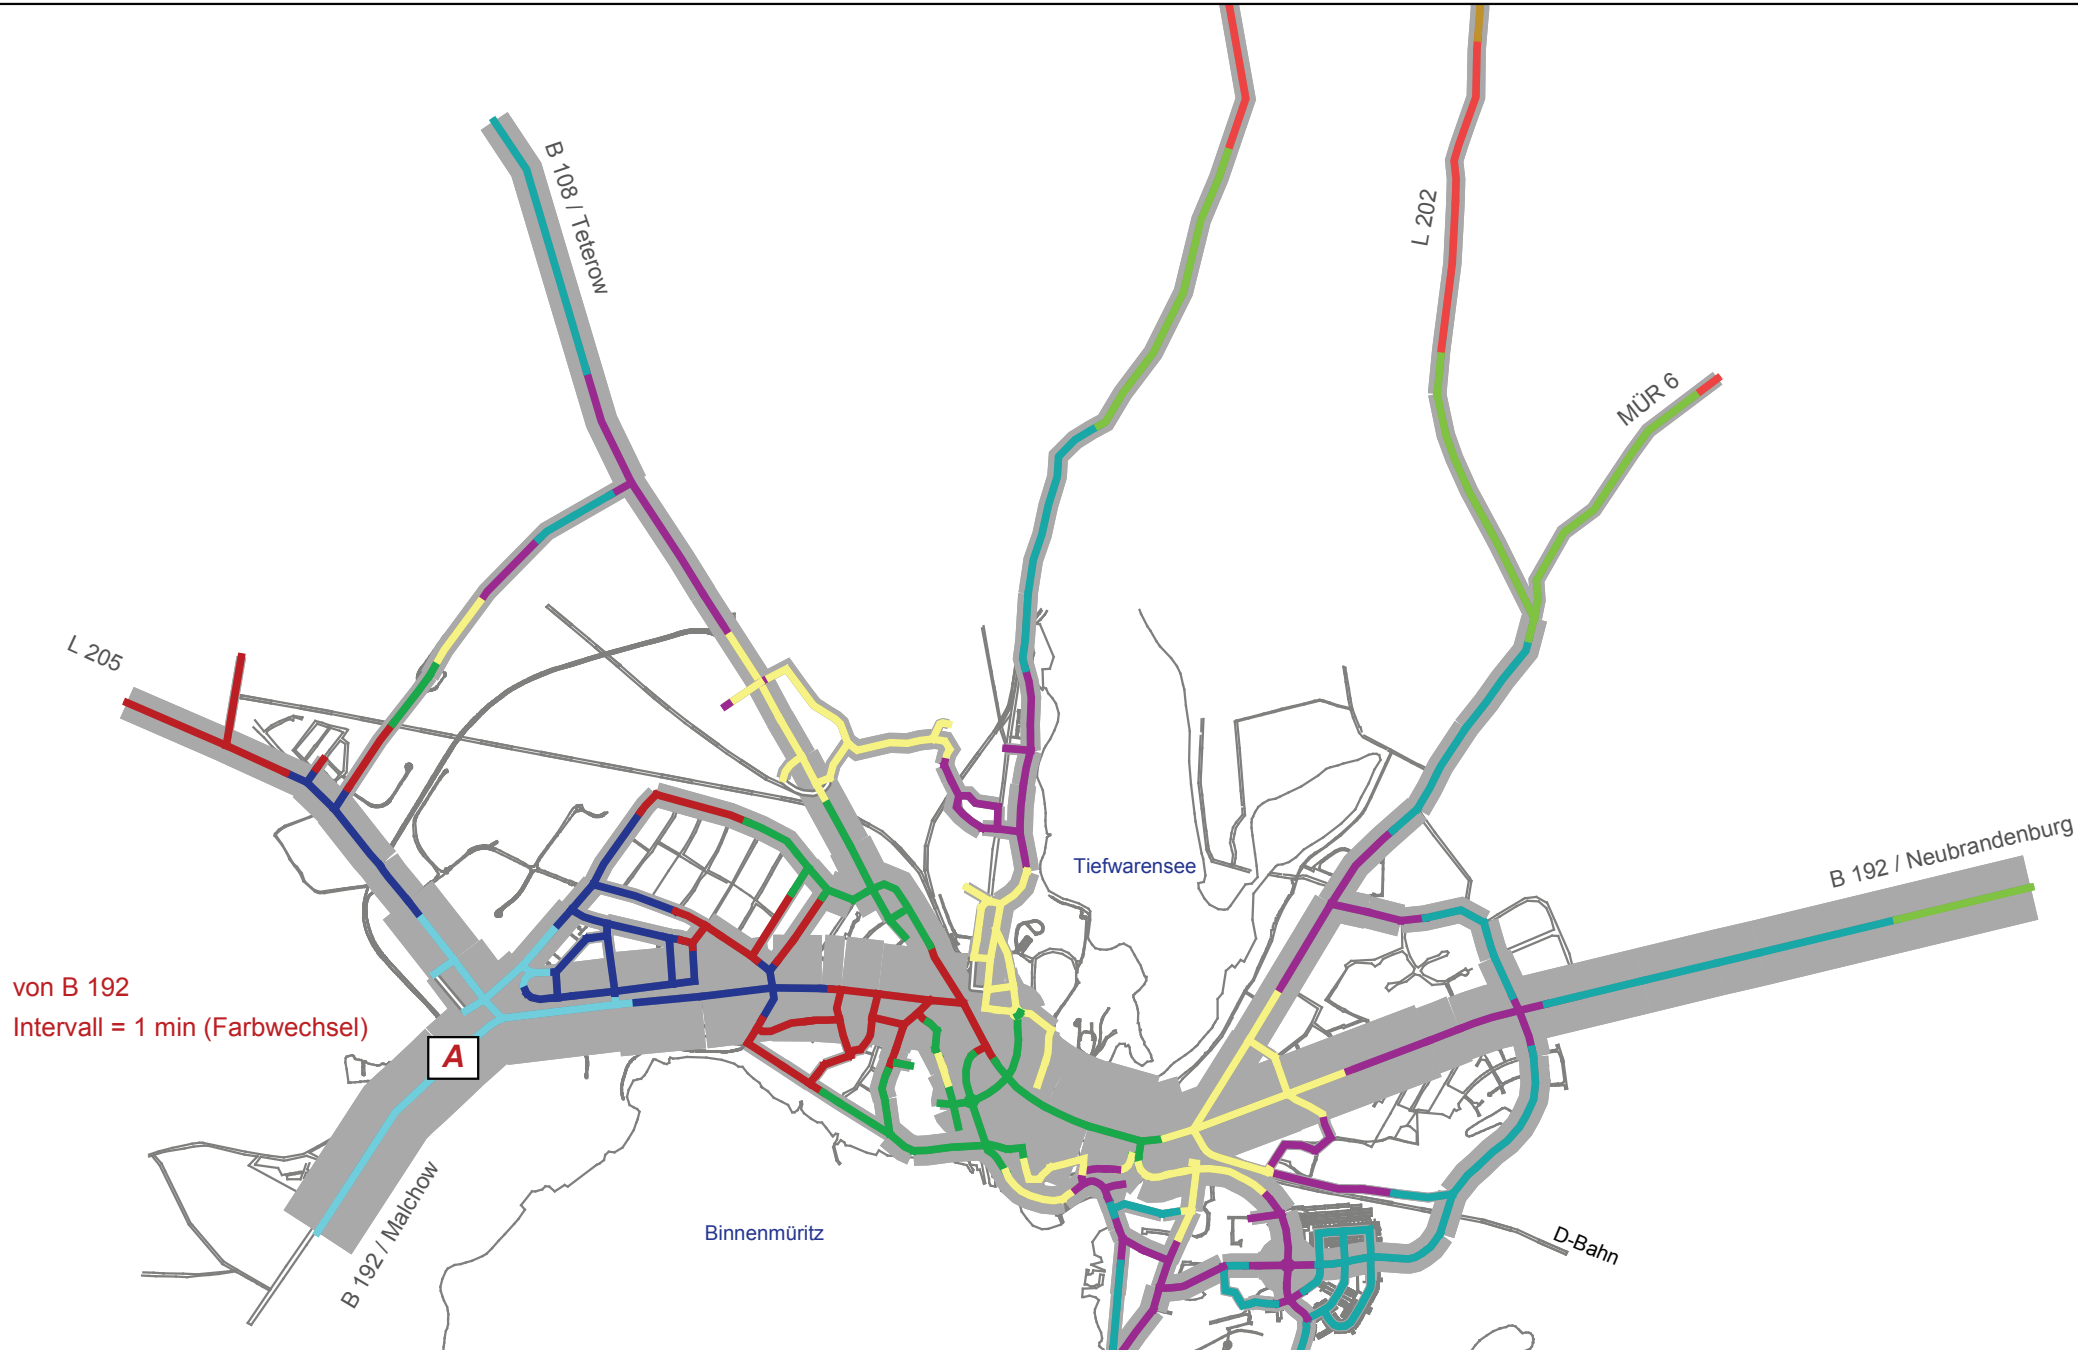 B 108 / Teterow
L 202
MÜR 6
L 205
B 192 / Neubrandenburg
Tiefwarensee
von B 192
Intervall = 1 min (Farbwechsel)
A
B 192 / Malchow
Binnenmüritz
D-Bahn